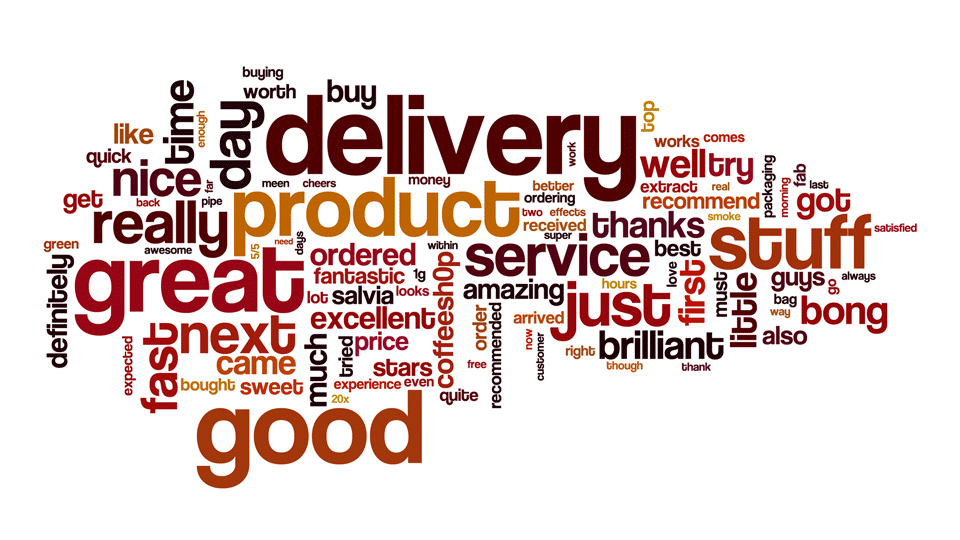 buying
worth
buy
delivery
top
time
enough
day
like
quick
nice
far
meen
cheers
money
work
works
comes
well
try
packaging
fab
get
back
pipe
product
better
ordering
extract
real
recommend
morning
last
got
really
two
effects
received
super
thanks
smoke
stuff
satisfied
green
awesome
5/5
need
days
ordered
within
service
best
love
definitely
great
fantastic
1g
coffeesh0p
amazing
hours
first
must
guys
go
always
lot
salvia
looks
just
little
bag
way
bong
next
excellent
order
recommended
arrived
now
customer
brilliant
also
expected
fast
came
much
tried
price
right
though
thank
bought
sweet
stars
experience
even
free
quite
20x
good